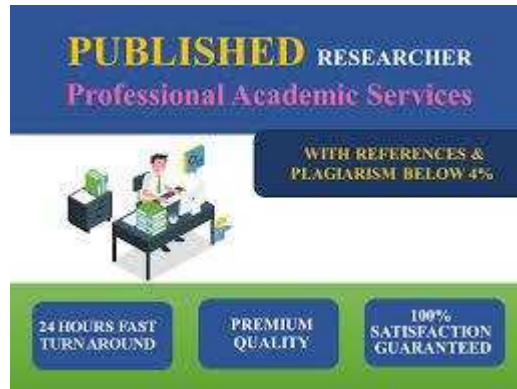 PUBLISHED RESEARCHER
Professional Academic Services
WITH REFERENCES &
PLAGIARISM BELOW 4%
24 HOURS FAST
TURN AROUND
PREMIUM
QUALITY
100%
SATISFACTION
GUARANTEED